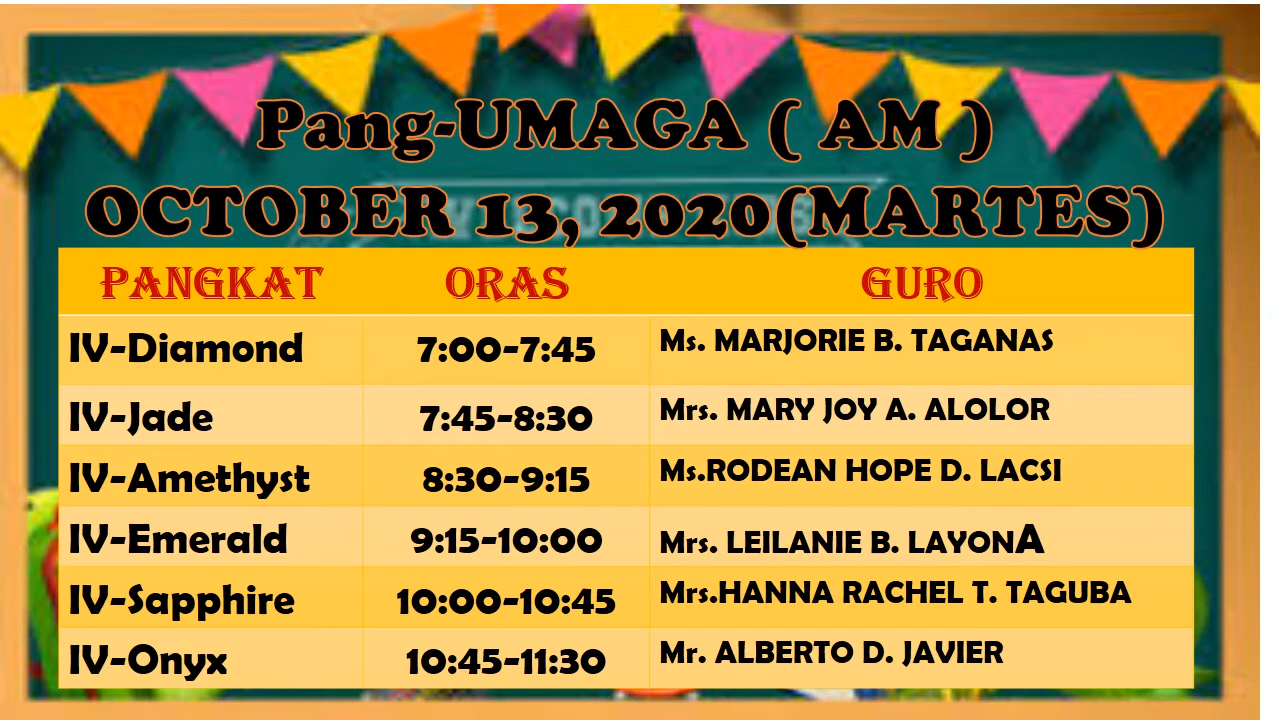 Pang-UMAGA ( AM )
OCTOBER 13, 2020(MARTES)
PANGKAT ORAS GURO
IV-Diamond 7:00-7:45 Ms. MARJORIE B. TAGANAS
IV-Jade 7:45-8:30 Mrs. MARY JOY A. ALOLOR
IV-Amethyst 8:30-9:15 Ms.RODEAN HOPE D. LACSI
IV-Emerald 9:15-10:00 Mrs. LEILANIE B. LAYONA
IV-Sapphire 10:00-10:45 Mrs.HANNA RACHEL T. TAGUBA
IV-Onyx 10:45-11:30 Mr. ALBERTO D. JAVIER